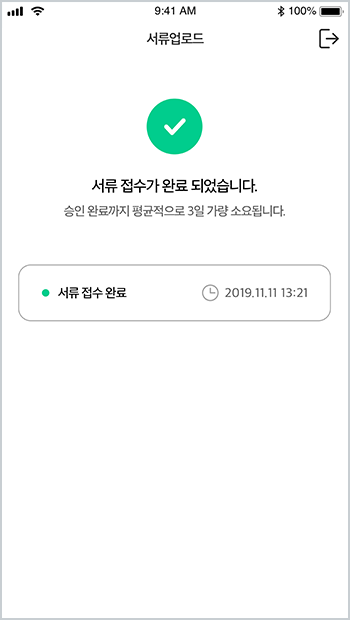 9:41 AM 100%
서류업로드
서류 접수가 완료 되었습니다.
승인 완료까지 평균적으로 3일 가량 소요됩니다.
서류 접수 완료 2019.11.11 13:21